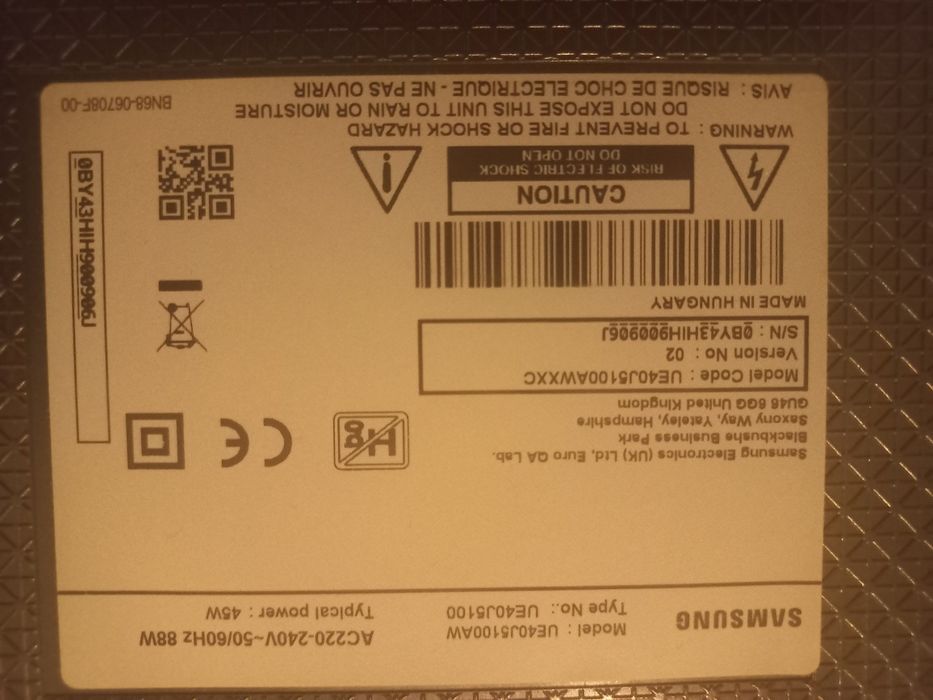 SAMSUNG
Model : UE40J5100AW
Type No.: UE40J5100
AC220-240V~50/60Hz 88W
Typical power : 45W
Samsung Electronics (UK) Ltd, Euro QA Lab.
Blackbushe Business Park
Saxony Way, Yateley, Hampshire
GU46 6GG United Kingdom
Hg
CE
Model Code : UE40J5100AWXXC
Version No : 02
S/N : 0BY43HIH900906J
MADE IN HUNGARY
CAUTION
RISK OF ELECTRIC SHOCK
DO NOT OPEN
WARNING : TO PREVENT FIRE OR SHOCK HAZARD
DO NOT EXPOSE THIS UNIT TO RAIN OR MOISTURE
AVIS : RISQUE DE CHOC ELECTRIQUE - NE PAS OUVRIR
BN68-06708F-00
0BY43HIH900906J